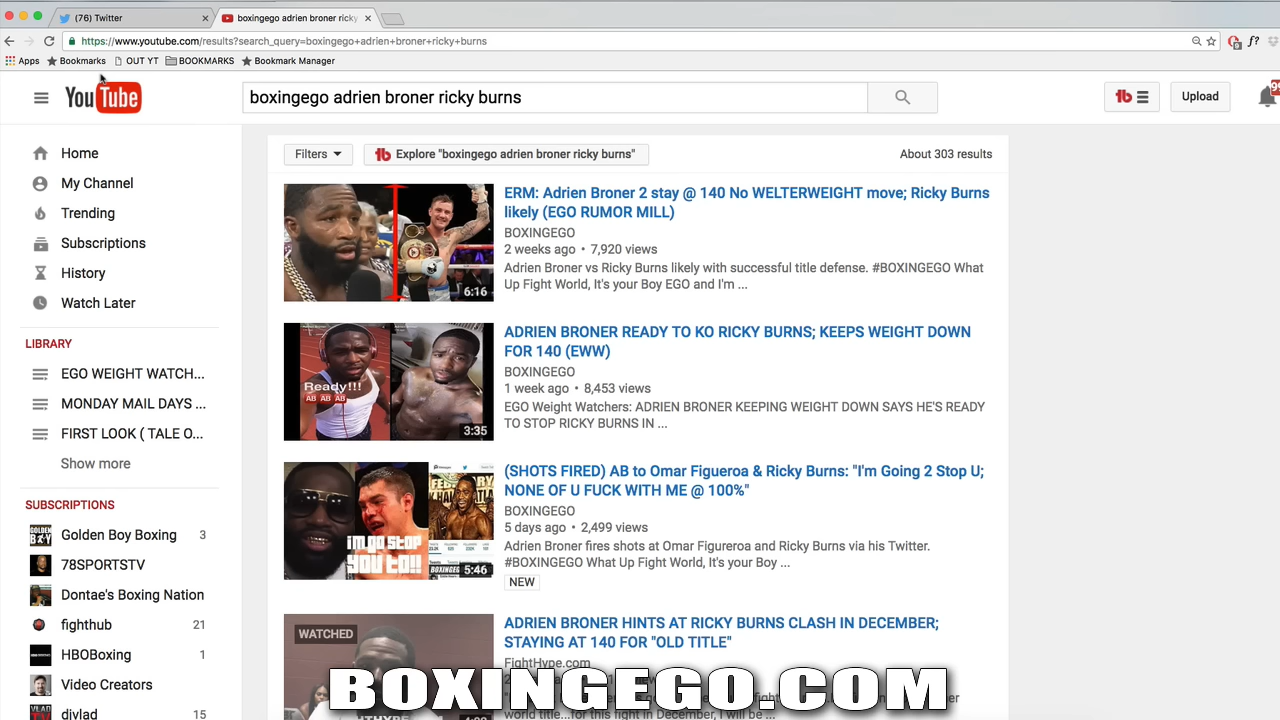 (76) Twitter
boxingego adrien broner ricky
https://www.youtube.com/results?search_query=boxingego+adrien+broner+ricky+burns
f?
Apps
Bookmarks
OUT YT
BOOKMARKS
Bookmark Manager
YouTube
boxingego adrien broner ricky burns
tb
Upload
Home
My Channel
Trending
Subscriptions
History
Watch Later
LIBRARY
EGO WEIGHT WATCH...
MONDAY MAIL DAYS ...
FIRST LOOK ( TALE O...
Show more
SUBSCRIPTIONS
Golden Boy Boxing 3
78SPORTSTV
Dontae's Boxing Nation
fighthub 21
HBOBoxing 1
Video Creators
divlad 15
Filters
tb Explore "boxingego adrien broner ricky burns"
About 303 results
6:16
ERM: Adrien Broner 2 stay @ 140 No WELTERWEIGHT move; Ricky Burns
likely (EGO RUMOR MILL)
BOXINGEGO
2 weeks ago • 7,920 views
Adrien Broner vs Ricky Burns likely with successful title defense. #BOXINGEGO What
Up Fight World, It's your Boy EGO and I'm ...
Ready!!!
AB AB AB
3:35
ADRIEN BRONER READY TO KO RICKY BURNS; KEEPS WEIGHT DOWN
FOR 140 (EWW)
BOXINGEGO
1 week ago • 8,453 views
EGO Weight Watchers: ADRIEN BRONER KEEPING WEIGHT DOWN SAYS HE'S READY
TO STOP RICKY BURNS IN ...
i'm go stop
you to!!
5:46
(SHOTS FIRED) AB to Omar Figueroa & Ricky Burns: "I'm Going 2 Stop U;
NONE OF U FUCK WITH ME @ 100%"
BOXINGEGO
5 days ago • 2,499 views
Adrien Broner fires shots at Omar Figureroa and Ricky Burns via his Twitter.
#BOXINGEGO What Up Fight World, It's your Boy ...
NEW
WATCHED
ADRIEN BRONER HINTS AT RICKY BURNS CLASH IN DECEMBER;
STAYING AT 140 FOR "OLD TITLE"
FightHype.com
BOXINGEGO.COM